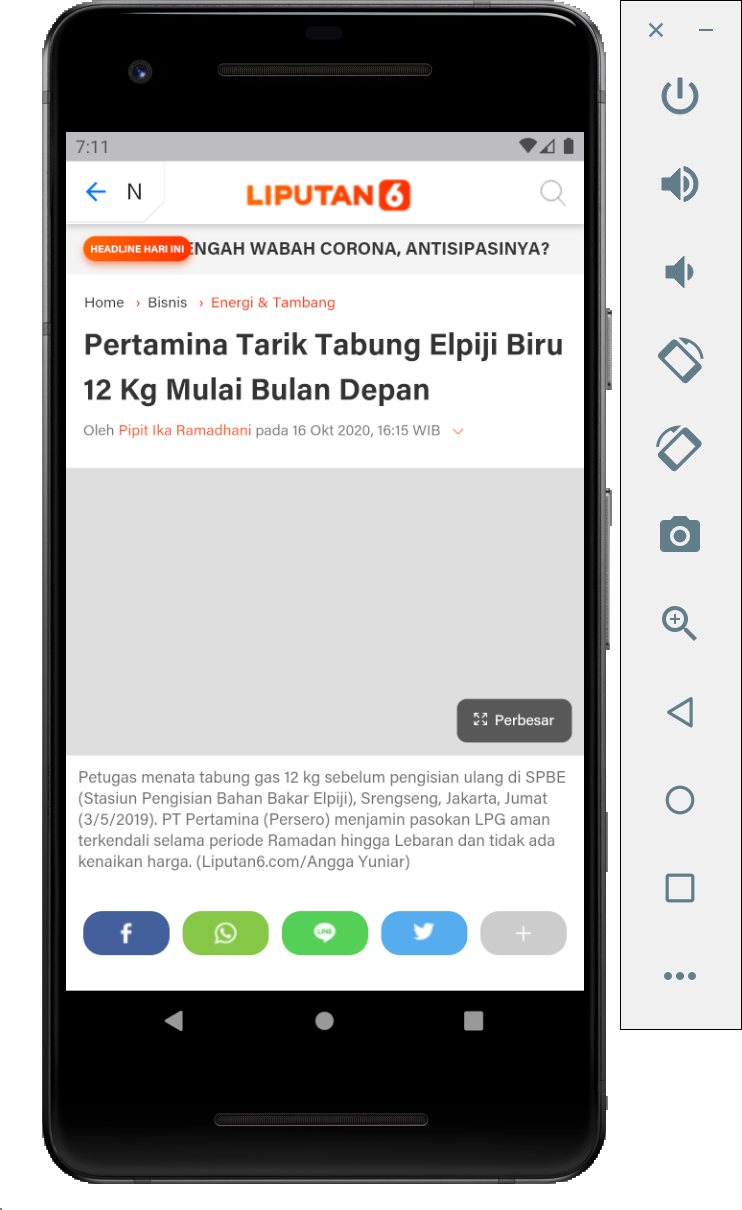 7:11
N
LIPUTAN 6
HEADLINE HARI INI
ENGAH WABAH CORONA, ANTISIPASINYA?
Home › Bisnis › Energi & Tambang
Pertamina Tarik Tabung Elpiji Biru
12 Kg Mulai Bulan Depan
Oleh Pipit Ika Ramadhani pada 16 Okt 2020, 16:15 WIB
Perbesar
Petugas menata tabung gas 12 kg sebelum pengisian ulang di SPBE
(Stasiun Pengisian Bahan Bakar Elpiji), Srengseng, Jakarta, Jumat
(3/5/2019). PT Pertamina (Persero) menjamin pasokan LPG aman
terkendali selama periode Ramadan hingga Lebaran dan tidak ada
kenaikan harga. (Liputan6.com/Angga Yuniar)
f
LINE